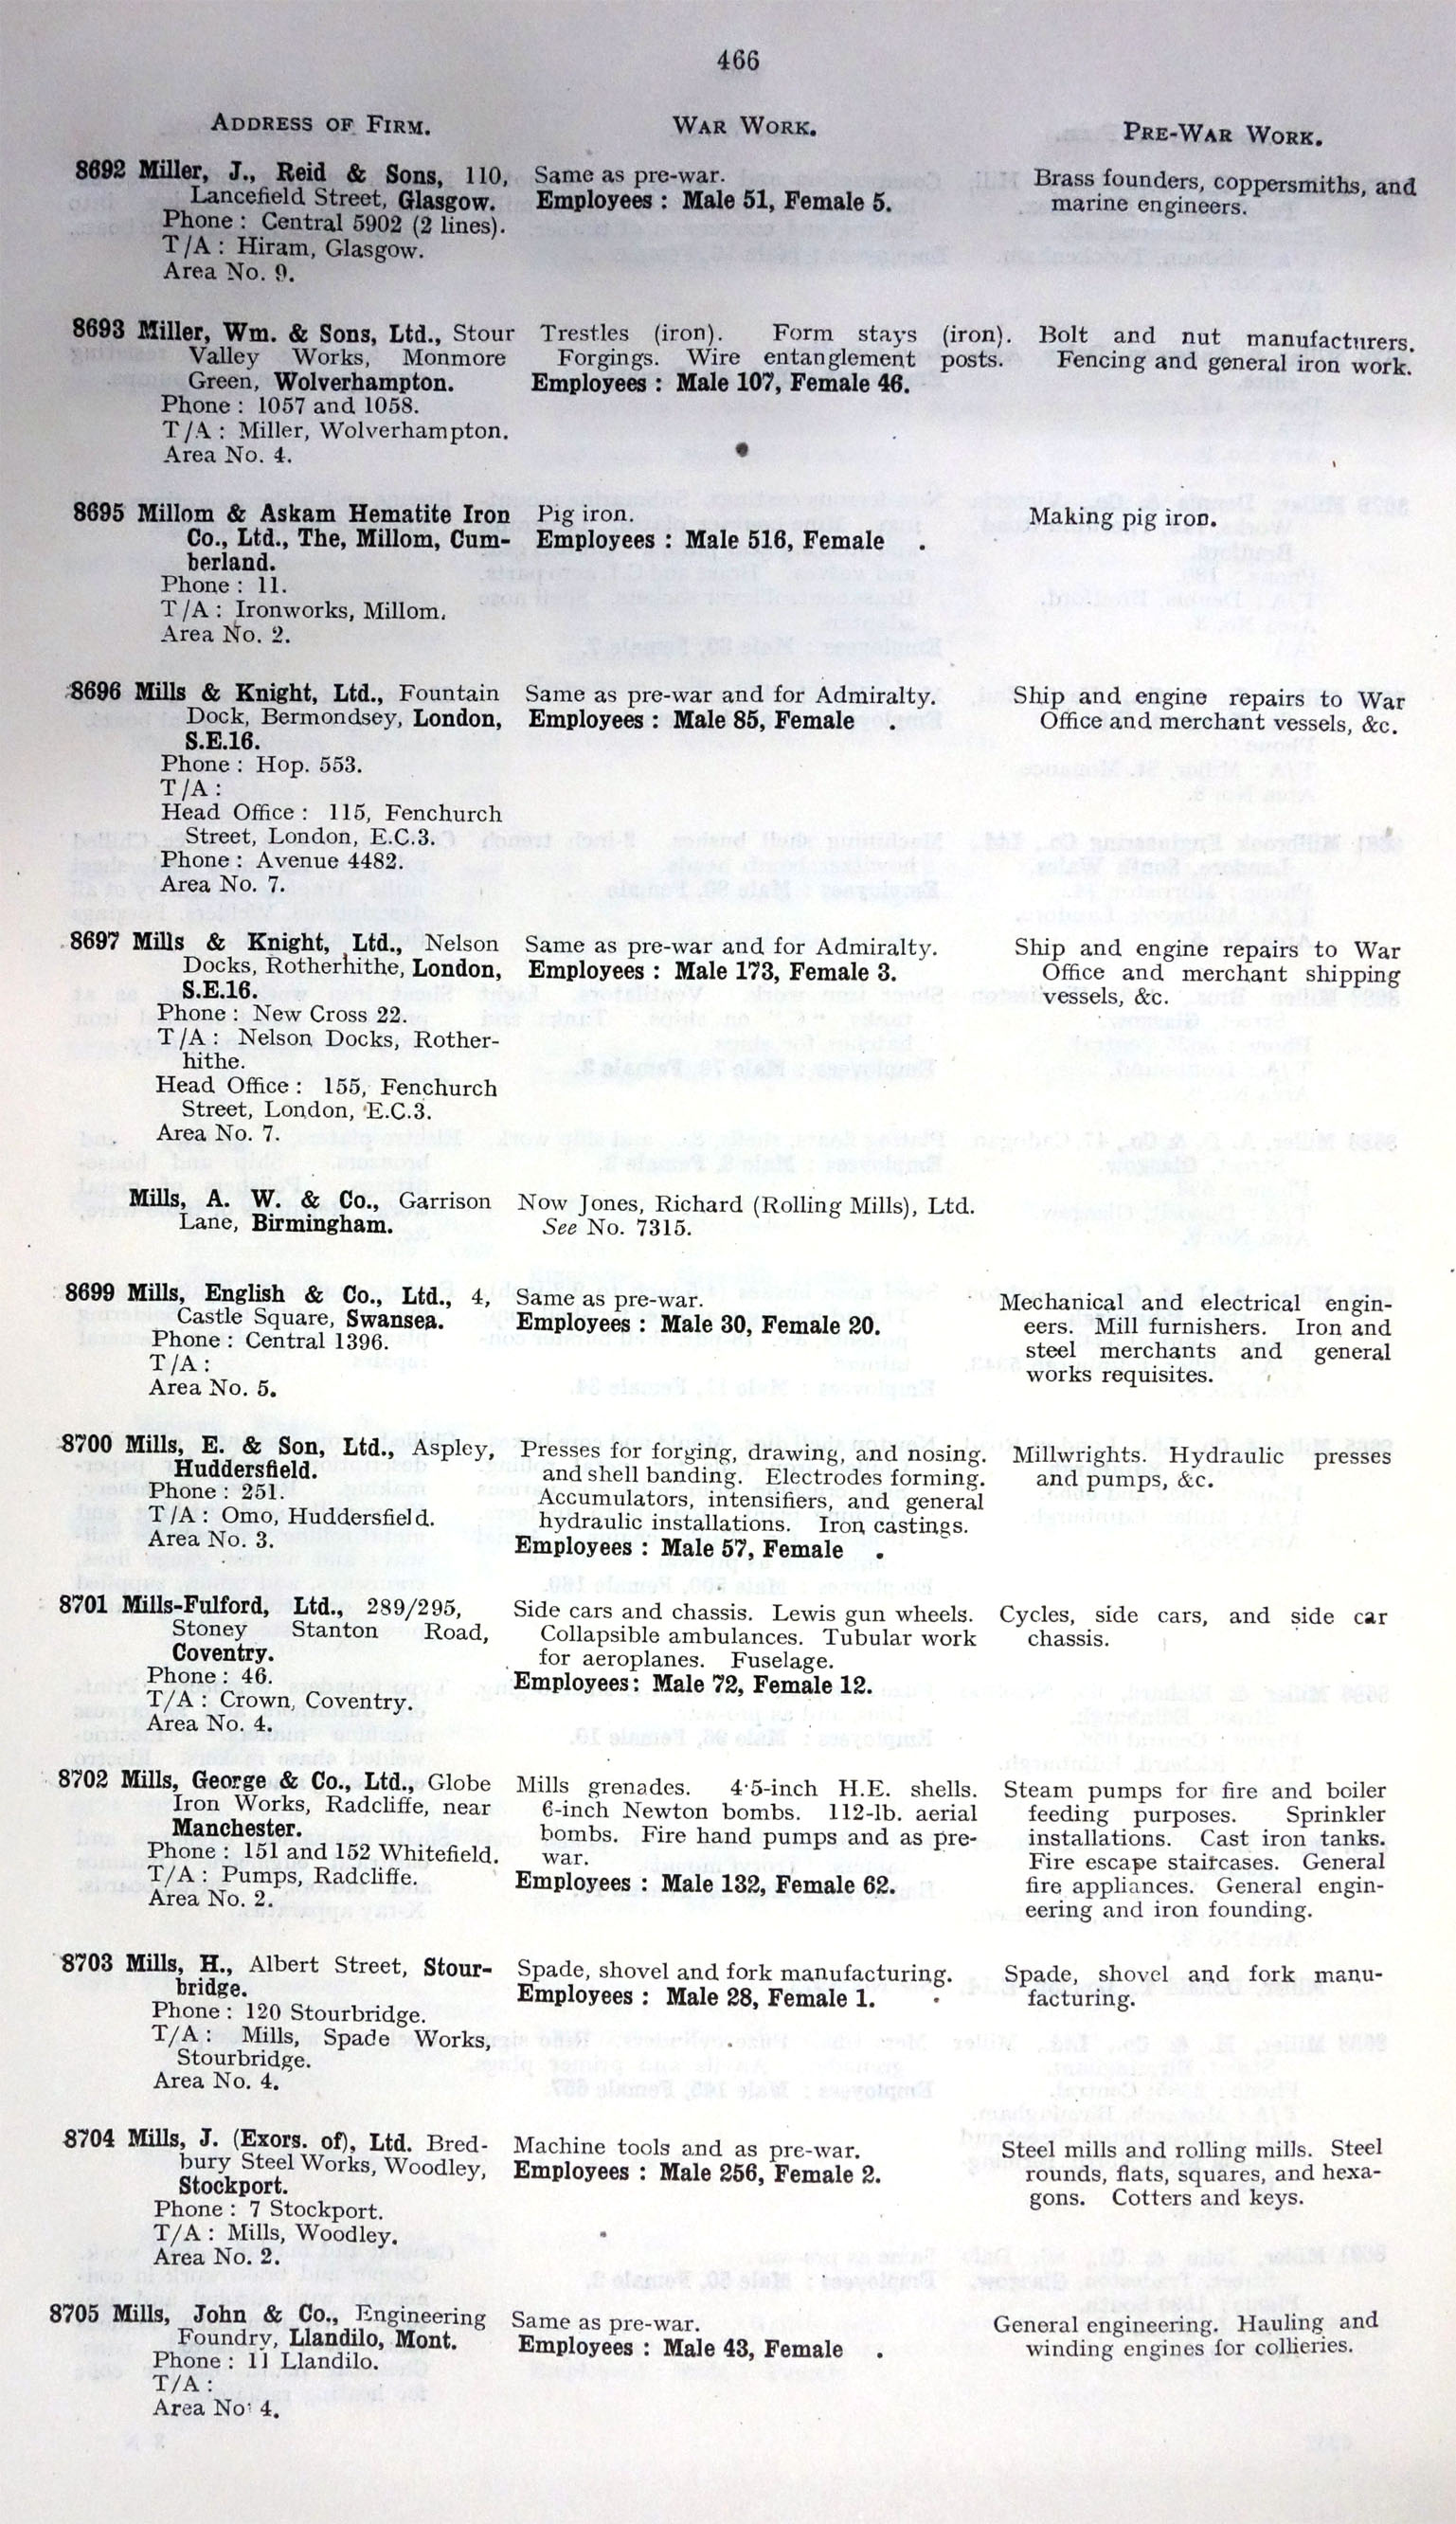 466
ADDRESS OF FIRM.
WAR WORK.
PRE-WAR WORK.
8692 Miller, J., Reid & Sons, 110,
Lancefield Street, Glasgow.
Phone : Central 5902 (2 lines).
T/A : Hiram, Glasgow.
Area No. 9.
Same as pre-war.
Employees : Male 51, Female 5.
Brass founders, coppersmiths, and
marine engineers.
8693 Miller, Wm. & Sons, Ltd., Stour
Valley Works, Monmore
Green, Wolverhampton.
Phone : 1057 and 1058.
T/A : Miller, Wolverhampton.
Area No. 4.
Trestles (iron). Form stays (iron).
Forgings. Wire entanglement posts.
Employees : Male 107, Female 46.
Bolt and nut manufacturers.
Fencing and general iron work.
8695 Millom & Askam Hematite Iron
Co., Ltd., The, Millom, Cum-
berland.
Phone : 11.
T/A : Ironworks, Millom.
Area No. 2.
Pig iron.
Employees : Male 516, Female .
Making pig iron.
8696 Mills & Knight, Ltd., Fountain
Dock, Bermondsey, London,
S.E.16.
Phone : Hop. 553.
T/A :
Head Office : 115, Fenchurch
Street, London, E.C.3.
Phone : Avenue 4482.
Area No. 7.
Same as pre-war and for Admiralty.
Employees : Male 85, Female .
Ship and engine repairs to War
Office and merchant vessels, &c.
8697 Mills & Knight, Ltd., Nelson
Docks, Rotherhithe, London,
S.E.16.
Phone : New Cross 22.
T/A : Nelson Docks, Rother-
hithe.
Head Office : 155, Fenchurch
Street, London, E.C.3.
Area No. 7.
Same as pre-war and for Admiralty.
Employees : Male 173, Female 3.
Ship and engine repairs to War
Office and merchant shipping
vessels, &c.
Mills, A. W. & Co., Garrison
Lane, Birmingham.
Now Jones, Richard (Rolling Mills), Ltd.
See No. 7315.
8699 Mills, English & Co., Ltd., 4,
Castle Square, Swansea.
Phone : Central 1396.
T/A :
Area No. 5.
Same as pre-war.
Employees : Male 30, Female 20.
Mechanical and electrical engin-
eers. Mill furnishers. Iron and
steel merchants and general
works requisites.
8700 Mills, E. & Son, Ltd., Aspley,
Huddersfield.
Phone : 251.
T/A : Omo, Huddersfield.
Area No. 3.
Presses for forging, drawing, and nosing.
and shell banding. Electrodes forming.
Accumulators, intensifiers, and general
hydraulic installations. Iron castings.
Employees : Male 57, Female .
Millwrights. Hydraulic presses
and pumps, &c.
8701 Mills-Fulford, Ltd., 289/295,
Stoney Stanton Road,
Coventry.
Phone : 46.
T/A : Crown, Coventry.
Area No. 4.
Side cars and chassis. Lewis gun wheels.
Collapsible ambulances. Tubular work
for aeroplanes. Fuselage.
Employees: Male 72, Female 12.
Cycles, side cars, and side car
chassis.
8702 Mills, George & Co., Ltd., Globe
Iron Works, Radcliffe, near
Manchester.
Phone : 151 and 152 Whitefield.
T/A : Pumps, Radcliffe.
Area No. 2.
Mills grenades. 4·5-inch H.E. shells.
6-inch Newton bombs. 112-lb. aerial
bombs. Fire hand pumps and as pre-
war.
Employees : Male 132, Female 62.
Steam pumps for fire and boiler
feeding purposes. Sprinkler
installations. Cast iron tanks.
Fire escape staircases. General
fire appliances. General engin-
eering and iron founding.
8703 Mills, H., Albert Street, Stour-
bridge.
Phone : 120 Stourbridge.
T/A : Mills, Spade Works,
Stourbridge.
Area No. 4.
Spade, shovel and fork manufacturing.
Employees : Male 28, Female 1.
Spade, shovel and fork manu-
facturing.
8704 Mills, J. (Exors. of), Ltd. Bred-
bury Steel Works, Woodley,
Stockport.
Phone : 7 Stockport.
T/A : Mills, Woodley.
Area No. 2.
Machine tools and as pre-war.
Employees : Male 256, Female 2.
Steel mills and rolling mills. Steel
rounds, flats, squares, and hexa-
gons. Cotters and keys.
8705 Mills, John & Co., Engineering
Foundry, Llandilo, Mont.
Phone : 11 Llandilo.
T/A :
Area No. 4.
Same as pre-war.
Employees : Male 43, Female .
General engineering. Hauling and
winding engines for collieries.